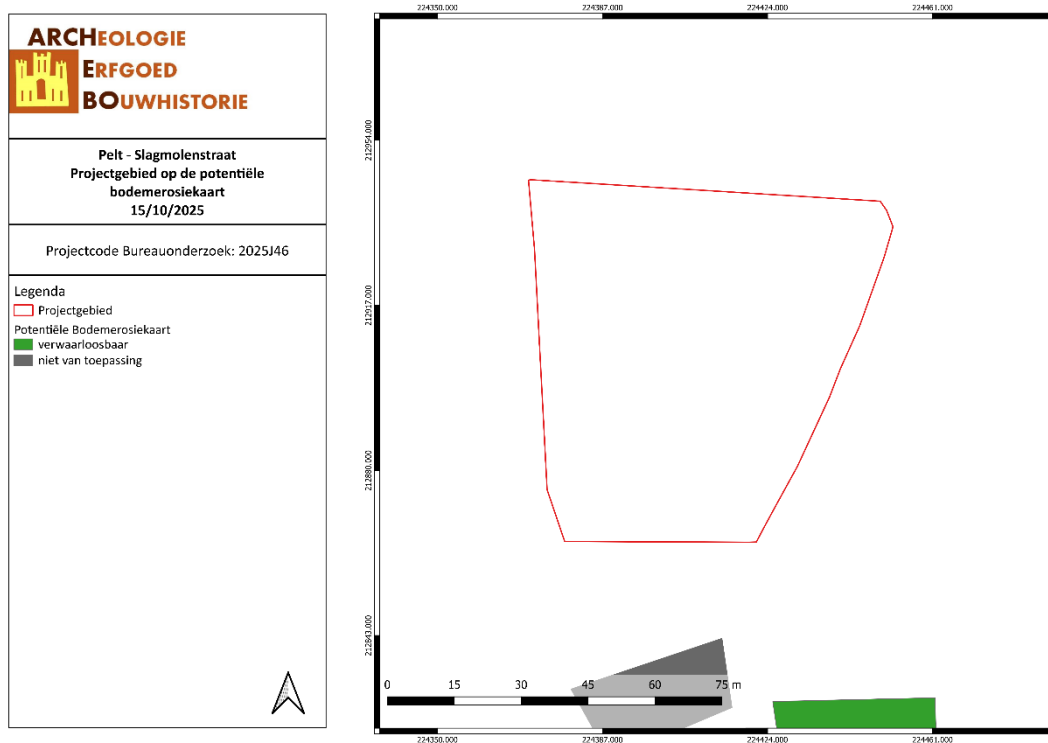 ARCHEOLOGIE
ERFGOED
BOUWHISTORIE
Pelt - Slagmolenstraat
Projectgebied op de potentiële
bodemerosiekaart
15/10/2025
Projectcode Bureauonderzoek: 2025J46
Legenda
Projectgebied
Potentiële Bodemerosiekaart
verwaarloosbaar
niet van toepassing
224350.000 224387.000 224424.000 224461.000
212954.000
212917.000
212880.000
212843.000
0 15 30 45 60 75 m
224350.000 224387.000 224424.000 224461.000